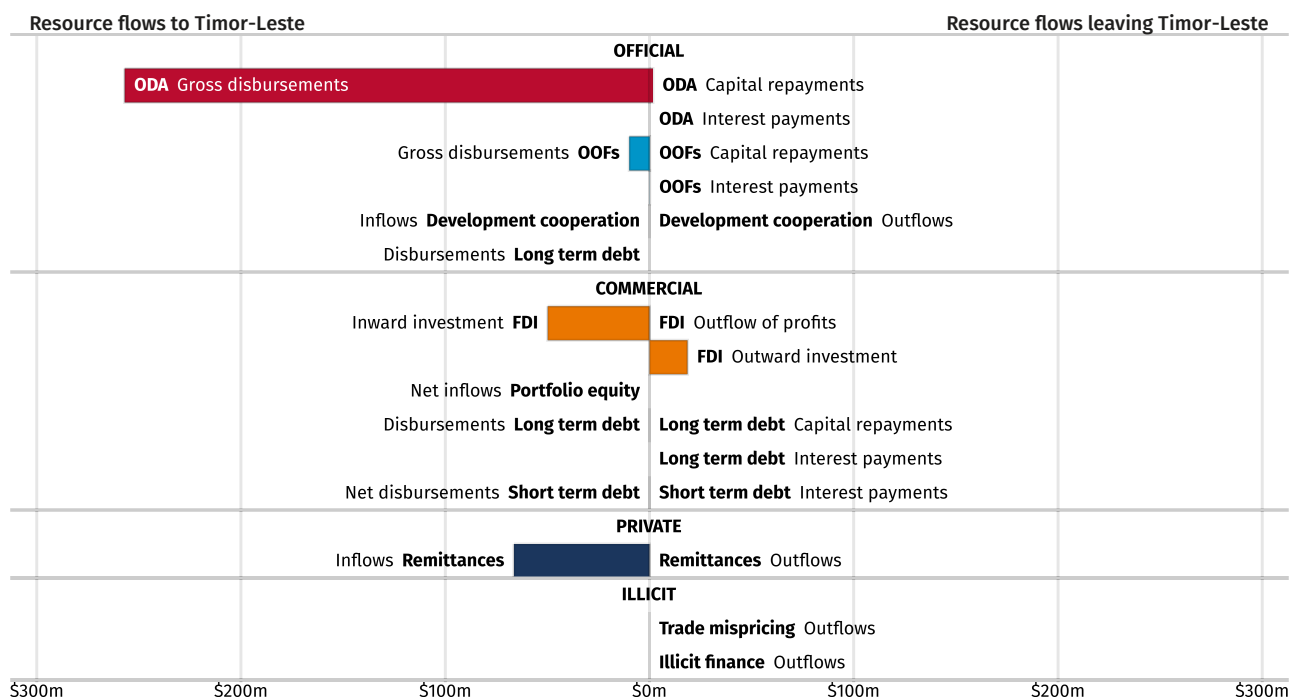 Resource flows to Timor-Leste Resource flows leaving Timor-Leste
OFFICIAL
ODA Gross disbursements ODA Capital repayments
ODA Interest payments
Gross disbursements OOFs OOFs Capital repayments
OOFs Interest payments
Inflows Development cooperation Development cooperation Outflows
Disbursements Long term debt
COMMERCIAL
Inward investment FDI FDI Outflow of profits
FDI Outward investment
Net inflows Portfolio equity
Disbursements Long term debt Long term debt Capital repayments
Long term debt Interest payments
Net disbursements Short term debt Short term debt Interest payments
PRIVATE
Inflows Remittances Remittances Outflows
ILLICIT
Trade mispricing Outflows
Illicit finance Outflows
$300m $200m $100m $0m $100m $200m $300m